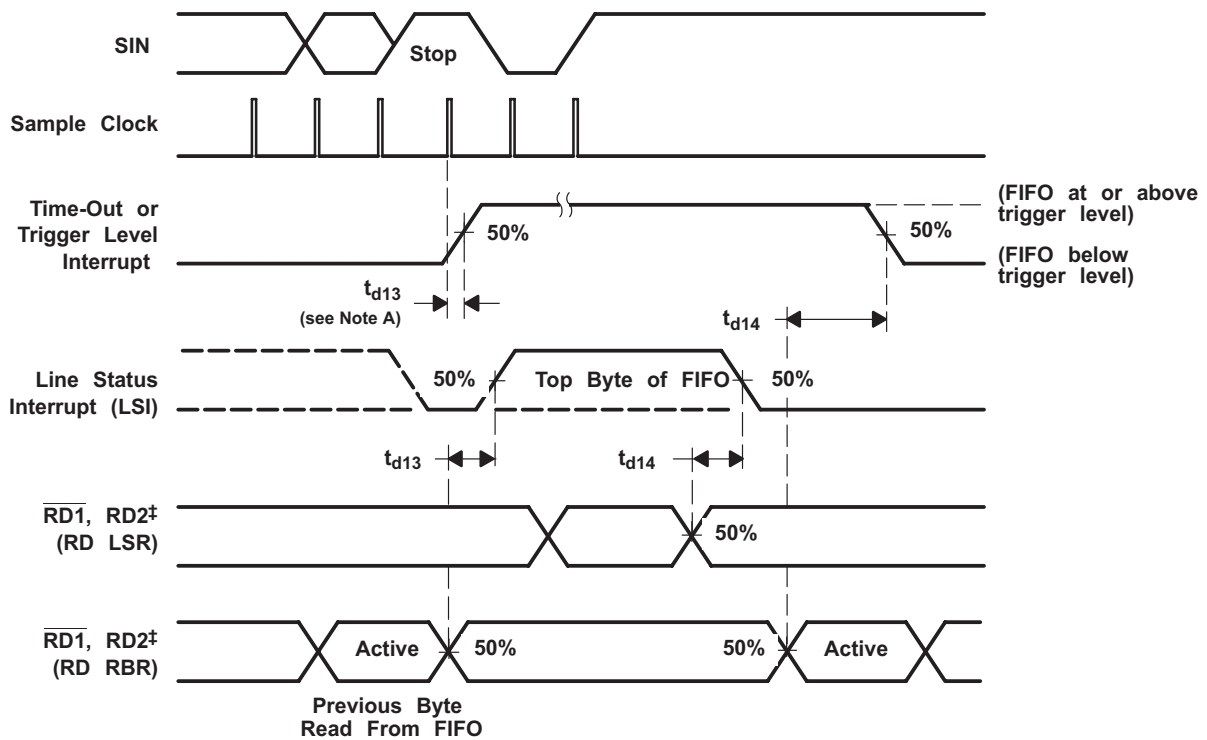 SIN
Stop
Sample Clock
Time-Out or
Trigger Level
Interrupt
50%
50%
(FIFO at or above
trigger level)
(FIFO below
trigger level)
td13
(see Note A)
td14
Line Status
Interrupt (LSI)
50%
Top Byte of FIFO
50%
td13
td14
RD1, RD2‡
(RD LSR)
50%
RD1, RD2‡
(RD RBR)
Active
50%
50%
Active
Previous Byte
Read From FIFO